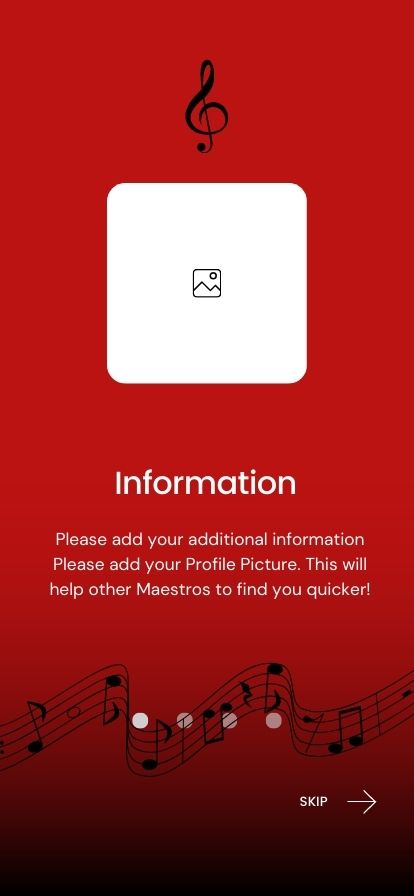 Information
Please add your additional information
Please add your Profile Picture. This will
help other Maestros to find you quicker!
SKIP